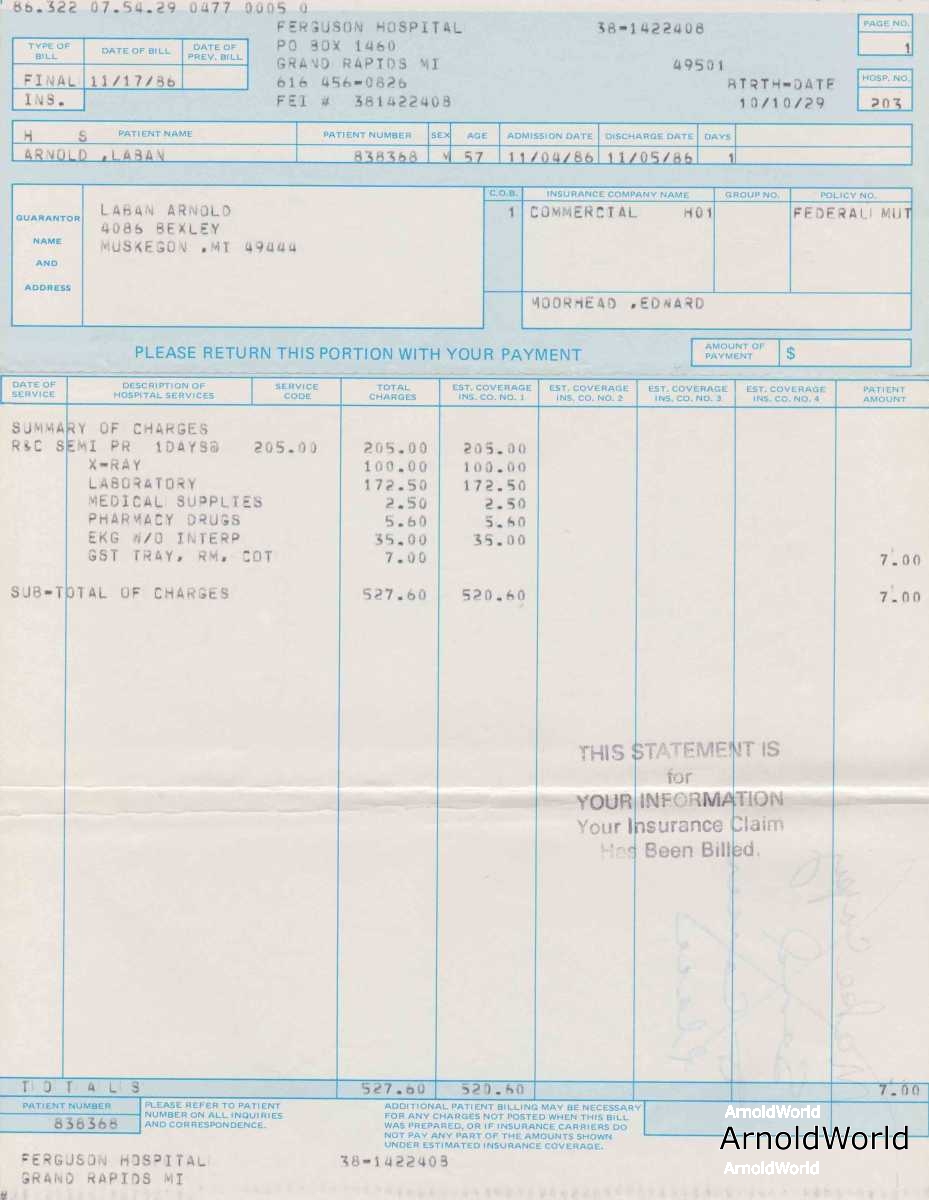 86.322 07.54.29 0477 0005 0
FERGUSON HOSPITAL 38-1422408
PO BOX 1460
GRAND RAPIDS MI 49501
616 456-0826 BIRTH-DATE
FEI # 381422408 10/10/29
PAGE NO.
1
HOSP. NO.
203
TYPE OF BILL DATE OF BILL DATE OF PREV. BILL
FINAL 11/17/86
INS.
H S PATIENT NAME PATIENT NUMBER SEX AGE ADMISSION DATE DISCHARGE DATE DAYS
ARNOLD ,LABAN 838368 M 57 11/04/86 11/05/86 1
GUARANTOR
NAME
AND
ADDRESS
LABAN ARNOLD
4086 BEXLEY
MUSKEGON ,MI 49444
C.O.B. INSURANCE COMPANY NAME GROUP NO. POLICY NO.
1 COMMERCIAL H01 FEDERAL MUT
MOORHEAD ,EDWARD
PLEASE RETURN THIS PORTION WITH YOUR PAYMENT
AMOUNT OF PAYMENT $
DATE OF SERVICE DESCRIPTION OF HOSPITAL SERVICES SERVICE CODE TOTAL CHARGES EST. COVERAGE INS. CO. NO. 1 EST. COVERAGE INS. CO. NO. 2 EST. COVERAGE INS. CO. NO. 3 EST. COVERAGE INS. CO. NO. 4 PATIENT AMOUNT
SUMMARY OF CHARGES
R&C SEMI PR 1DAYS@ 205.00 205.00 205.00
X-RAY 100.00 100.00
LABORATORY 172.50 172.50
MEDICAL SUPPLIES 2.50 2.50
PHARMACY DRUGS 5.60 5.60
EKG W/O INTERP 35.00 35.00
GST TRAY, RM, COT 7.00 7.00
SUB-TOTAL OF CHARGES 527.60 520.60 7.00
THIS STATEMENT IS
for
YOUR INFORMATION
Your Insurance Claim
Has Been Billed.
TOTALS 527.60 520.60 7.00
PATIENT NUMBER
838368
PLEASE REFER TO PATIENT
NUMBER ON ALL INQUIRIES
AND CORRESPONDENCE.
ADDITIONAL PATIENT BILLING MAY BE NECESSARY
FOR ANY CHARGES NOT POSTED WHEN THIS BILL
WAS PREPARED, OR IF INSURANCE CARRIERS DO
NOT PAY ANY PART OF THE AMOUNTS SHOWN
UNDER ESTIMATED INSURANCE COVERAGE.
ArnoldWorld
ArnoldWorld
ArnoldWorld
FERGUSON HOSPITAL 38-1422408
GRAND RAPIDS MI